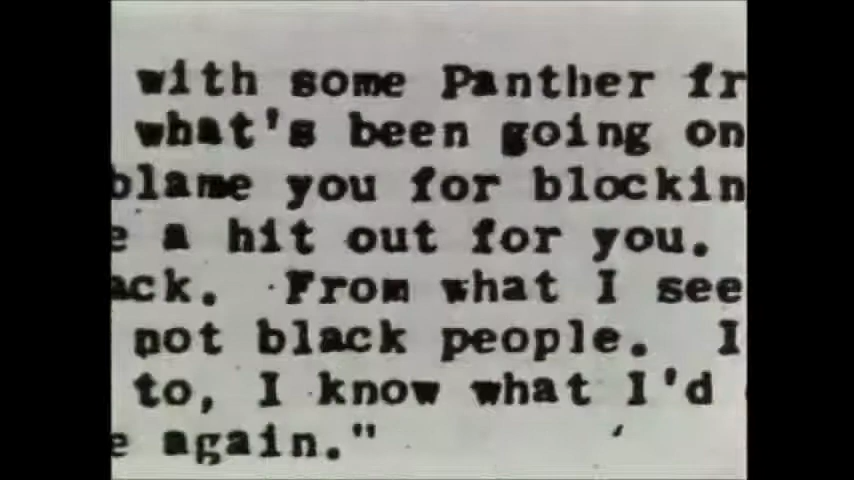 with some Panther fr
what's been going on
blame you for blockin
e a hit out for you.
ack. From what I see
not black people. I
to, I know what I'd
e again."